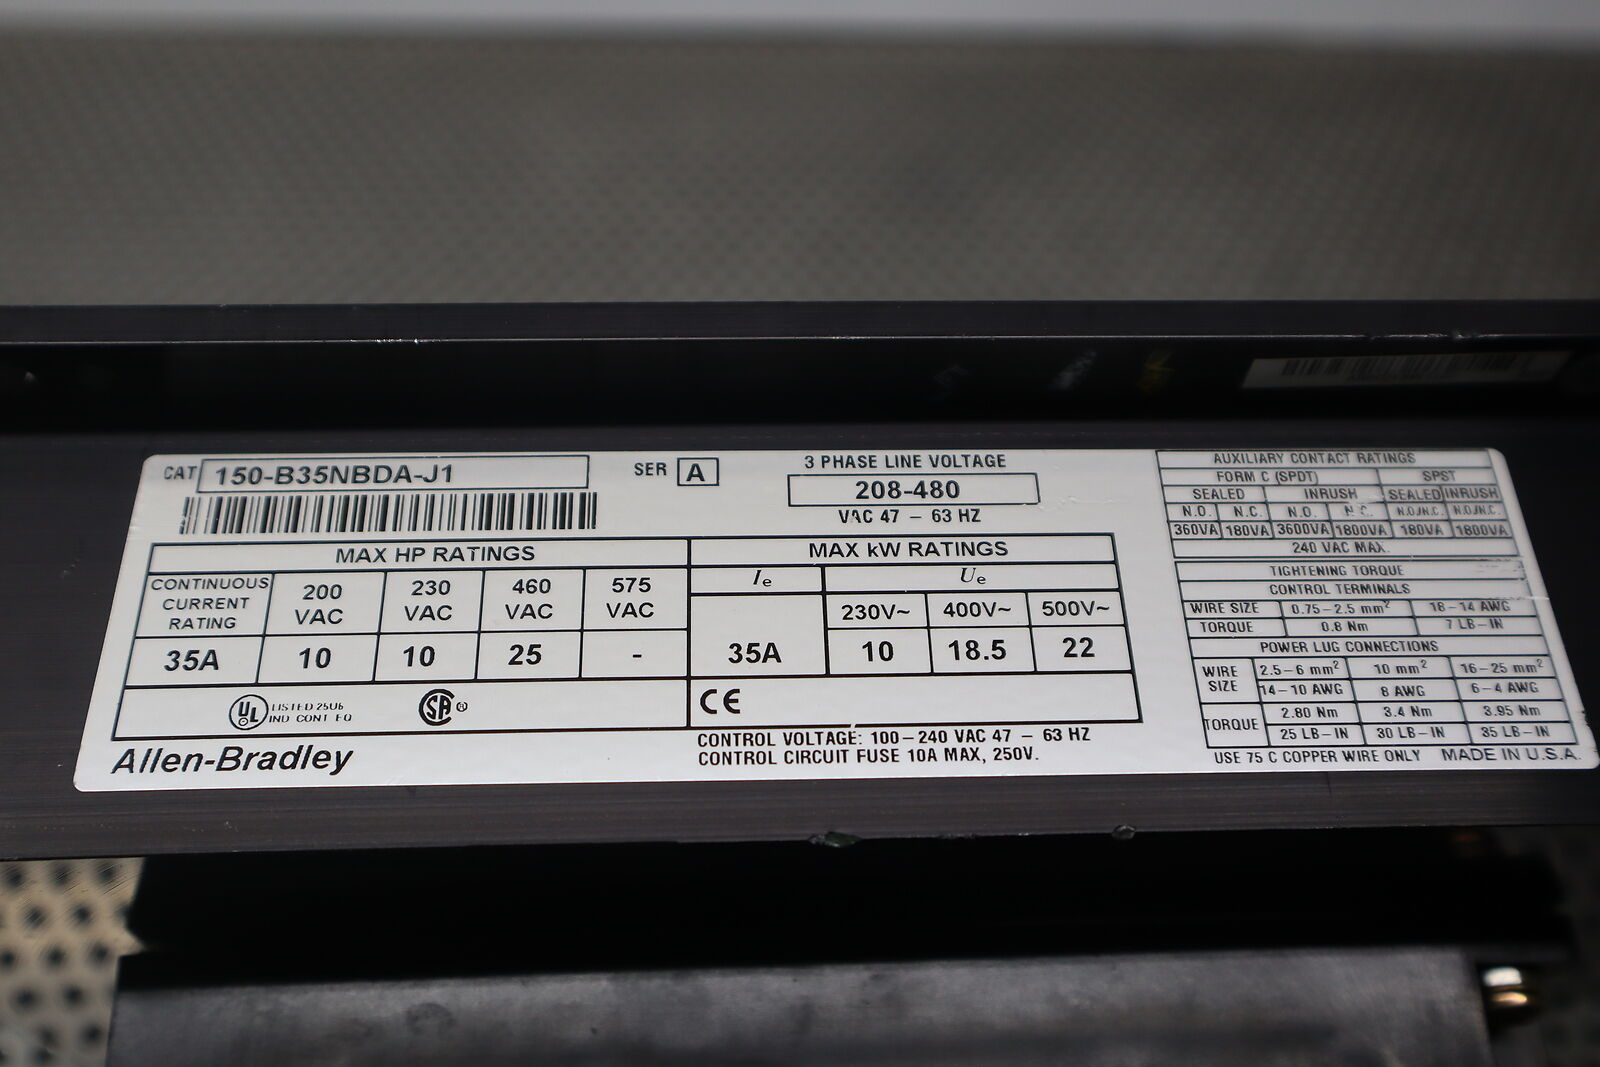 CAT 150-B35NBDA-J1
SER A
3 PHASE LINE VOLTAGE
208-480
VAC 47 – 63 HZ
MAX HP RATINGS
CONTINUOUS CURRENT RATING
200 VAC
230 VAC
460 VAC
575 VAC
35A 10 10 25 -
MAX kW RATINGS
Ie Ue
230V~ 400V~ 500V~
35A 10 18.5 22
UL LISTED 25U6
IND CONT EQ
SA ®
CE
Allen-Bradley
CONTROL VOLTAGE: 100–240 VAC 47 – 63 HZ
CONTROL CIRCUIT FUSE 10A MAX, 250V.
AUXILIARY CONTACT RATINGS
FORM C (SPDT) SPST
SEALED INRUSH SEALED INRUSH
N.O. N.C. N.O. N.C. N.O./N.C. N.O./N.C.
360VA 180VA 3600VA 1800VA 180VA 1800VA
240 VAC MAX.
TIGHTENING TORQUE
CONTROL TERMINALS
WIRE SIZE 0.75–2.5 mm² 18-14 AWG
TORQUE 0.8 Nm 7 LB-IN
POWER LUG CONNECTIONS
WIRE SIZE
2.5–6 mm² 10 mm² 16-25 mm²
14-10 AWG 8 AWG 6-4 AWG
TORQUE
2.80 Nm 3.4 Nm 3.95 Nm
25 LB-IN 30 LB-IN 35 LB-IN
USE 75 C COPPER WIRE ONLY MADE IN U.S.A.